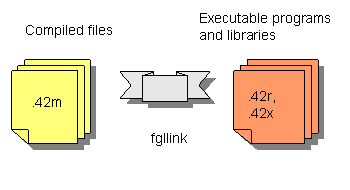 Compiled files
Executable programs
and libraries
.42m
fgllink
.42r,
.42x